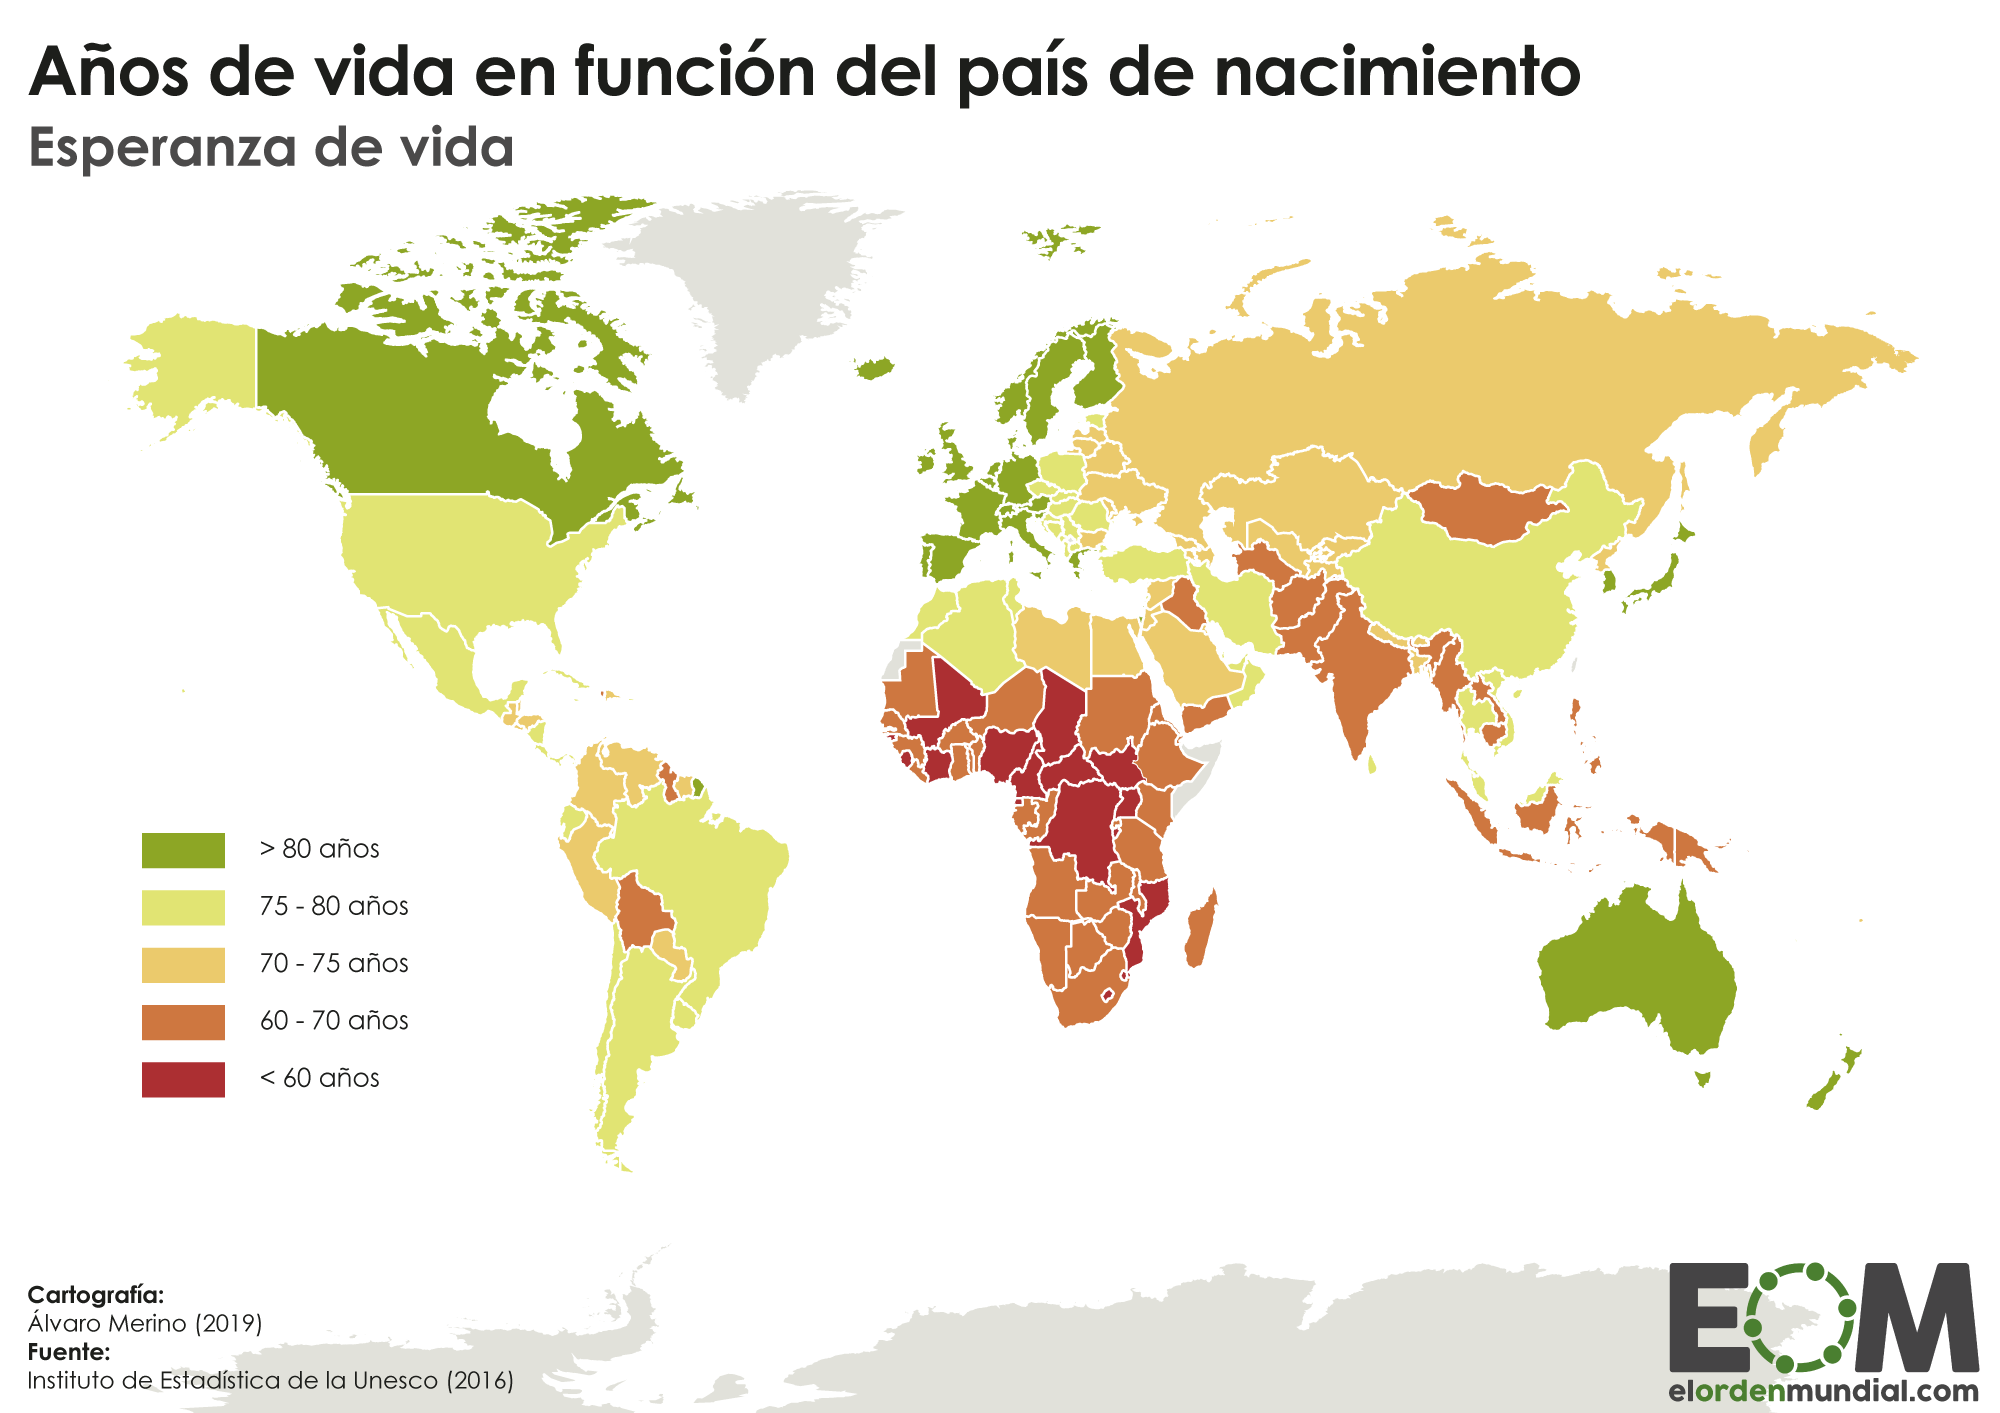 Años de vida en función del país de nacimiento
Esperanza de vida
> 80 años
75 - 80 años
70 - 75 años
60 - 70 años
< 60 años
Cartografía:
Álvaro Merino (2019)
Fuente:
Instituto de Estadística de la Unesco (2016)
EOM
elordenmundial.com